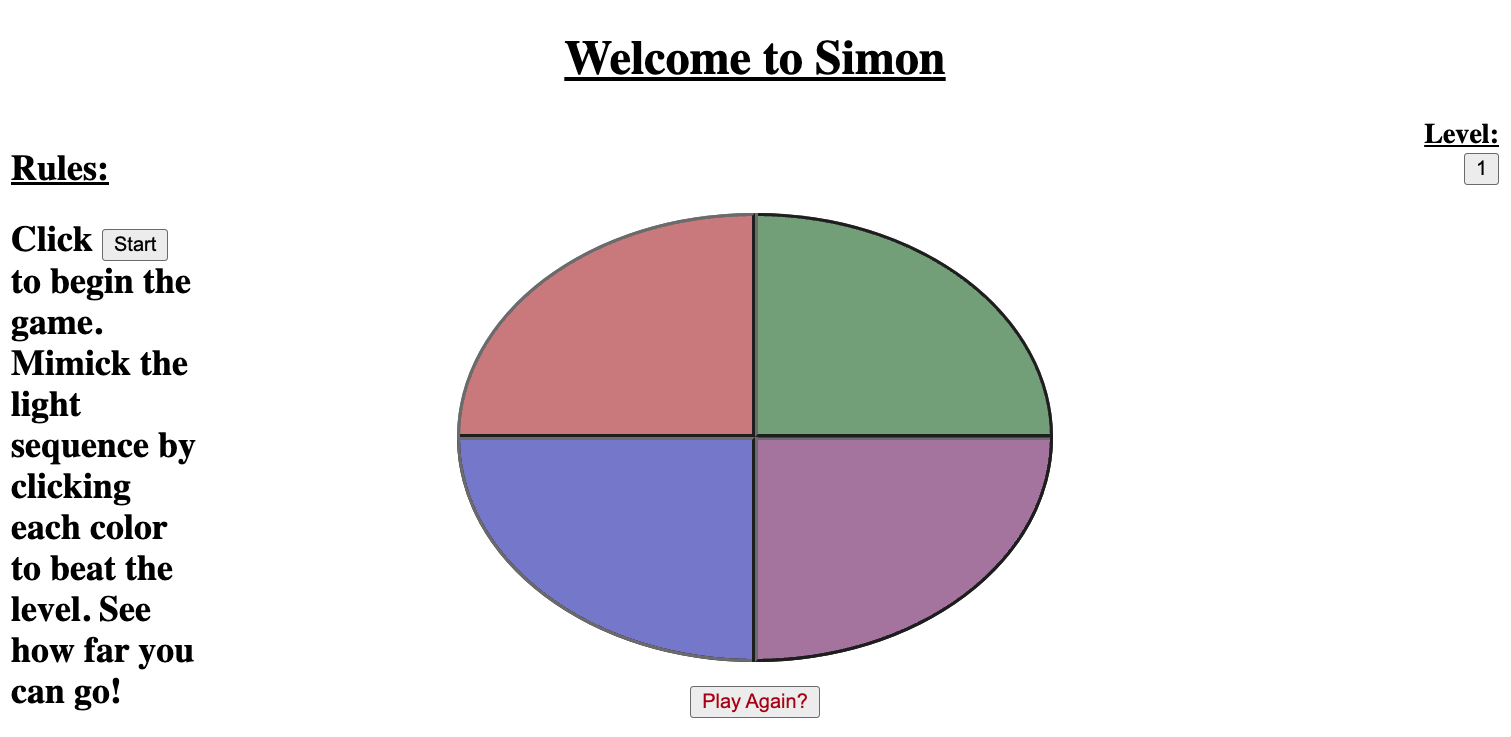 Welcome to Simon
Level:
1
Rules:
Click Start
to begin the
game.
Mimick the
light
sequence by
clicking
each color
to beat the
level. See
how far you
can go!
Play Again?